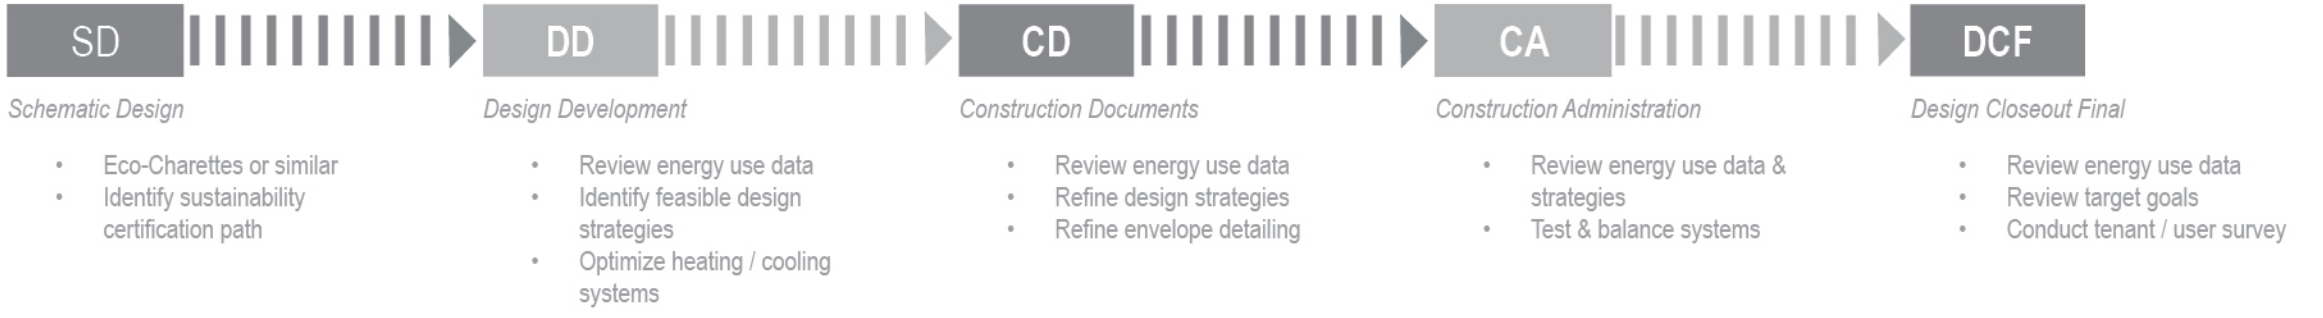 SD
Schematic Design
• Eco-Charettes or similar
• Identify sustainability
certification path
DD
Design Development
• Review energy use data
• Identify feasible design
strategies
• Optimize heating / cooling
systems
CD
Construction Documents
• Review energy use data
• Refine design strategies
• Refine envelope detailing
CA
Construction Administration
• Review energy use data &
strategies
• Test & balance systems
DCF
Design Closeout Final
• Review energy use data
• Review target goals
• Conduct tenant / user survey